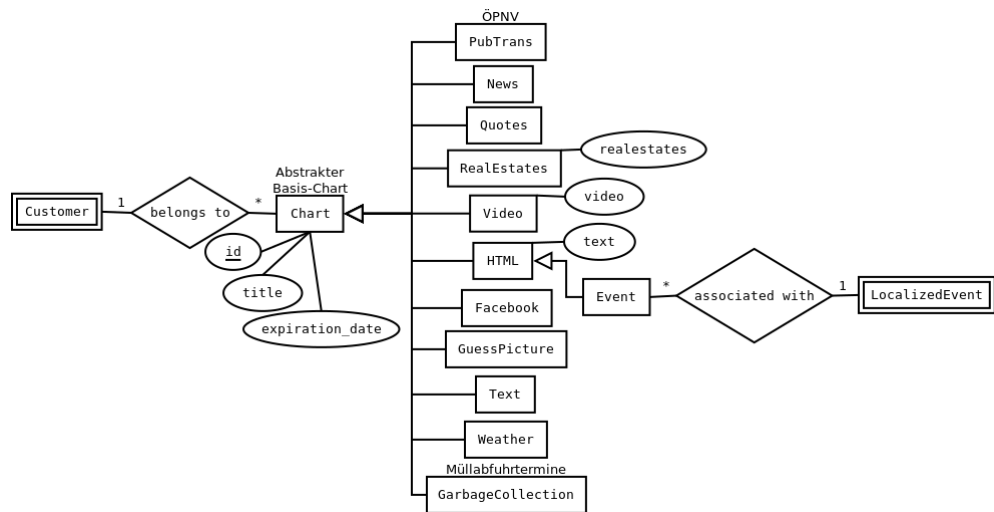 ÖPNV
PubTrans
News
Quotes
RealEstates
realestates
Abstrakter
Basis-Chart
Customer
1
belongs to
*
Chart
Video
video
id
title
expiration_date
HTML
text
Event
*
associated with
1
LocalizedEvent
Facebook
GuessPicture
Text
Weather
Müllabfuhrtermine
GarbageCollection